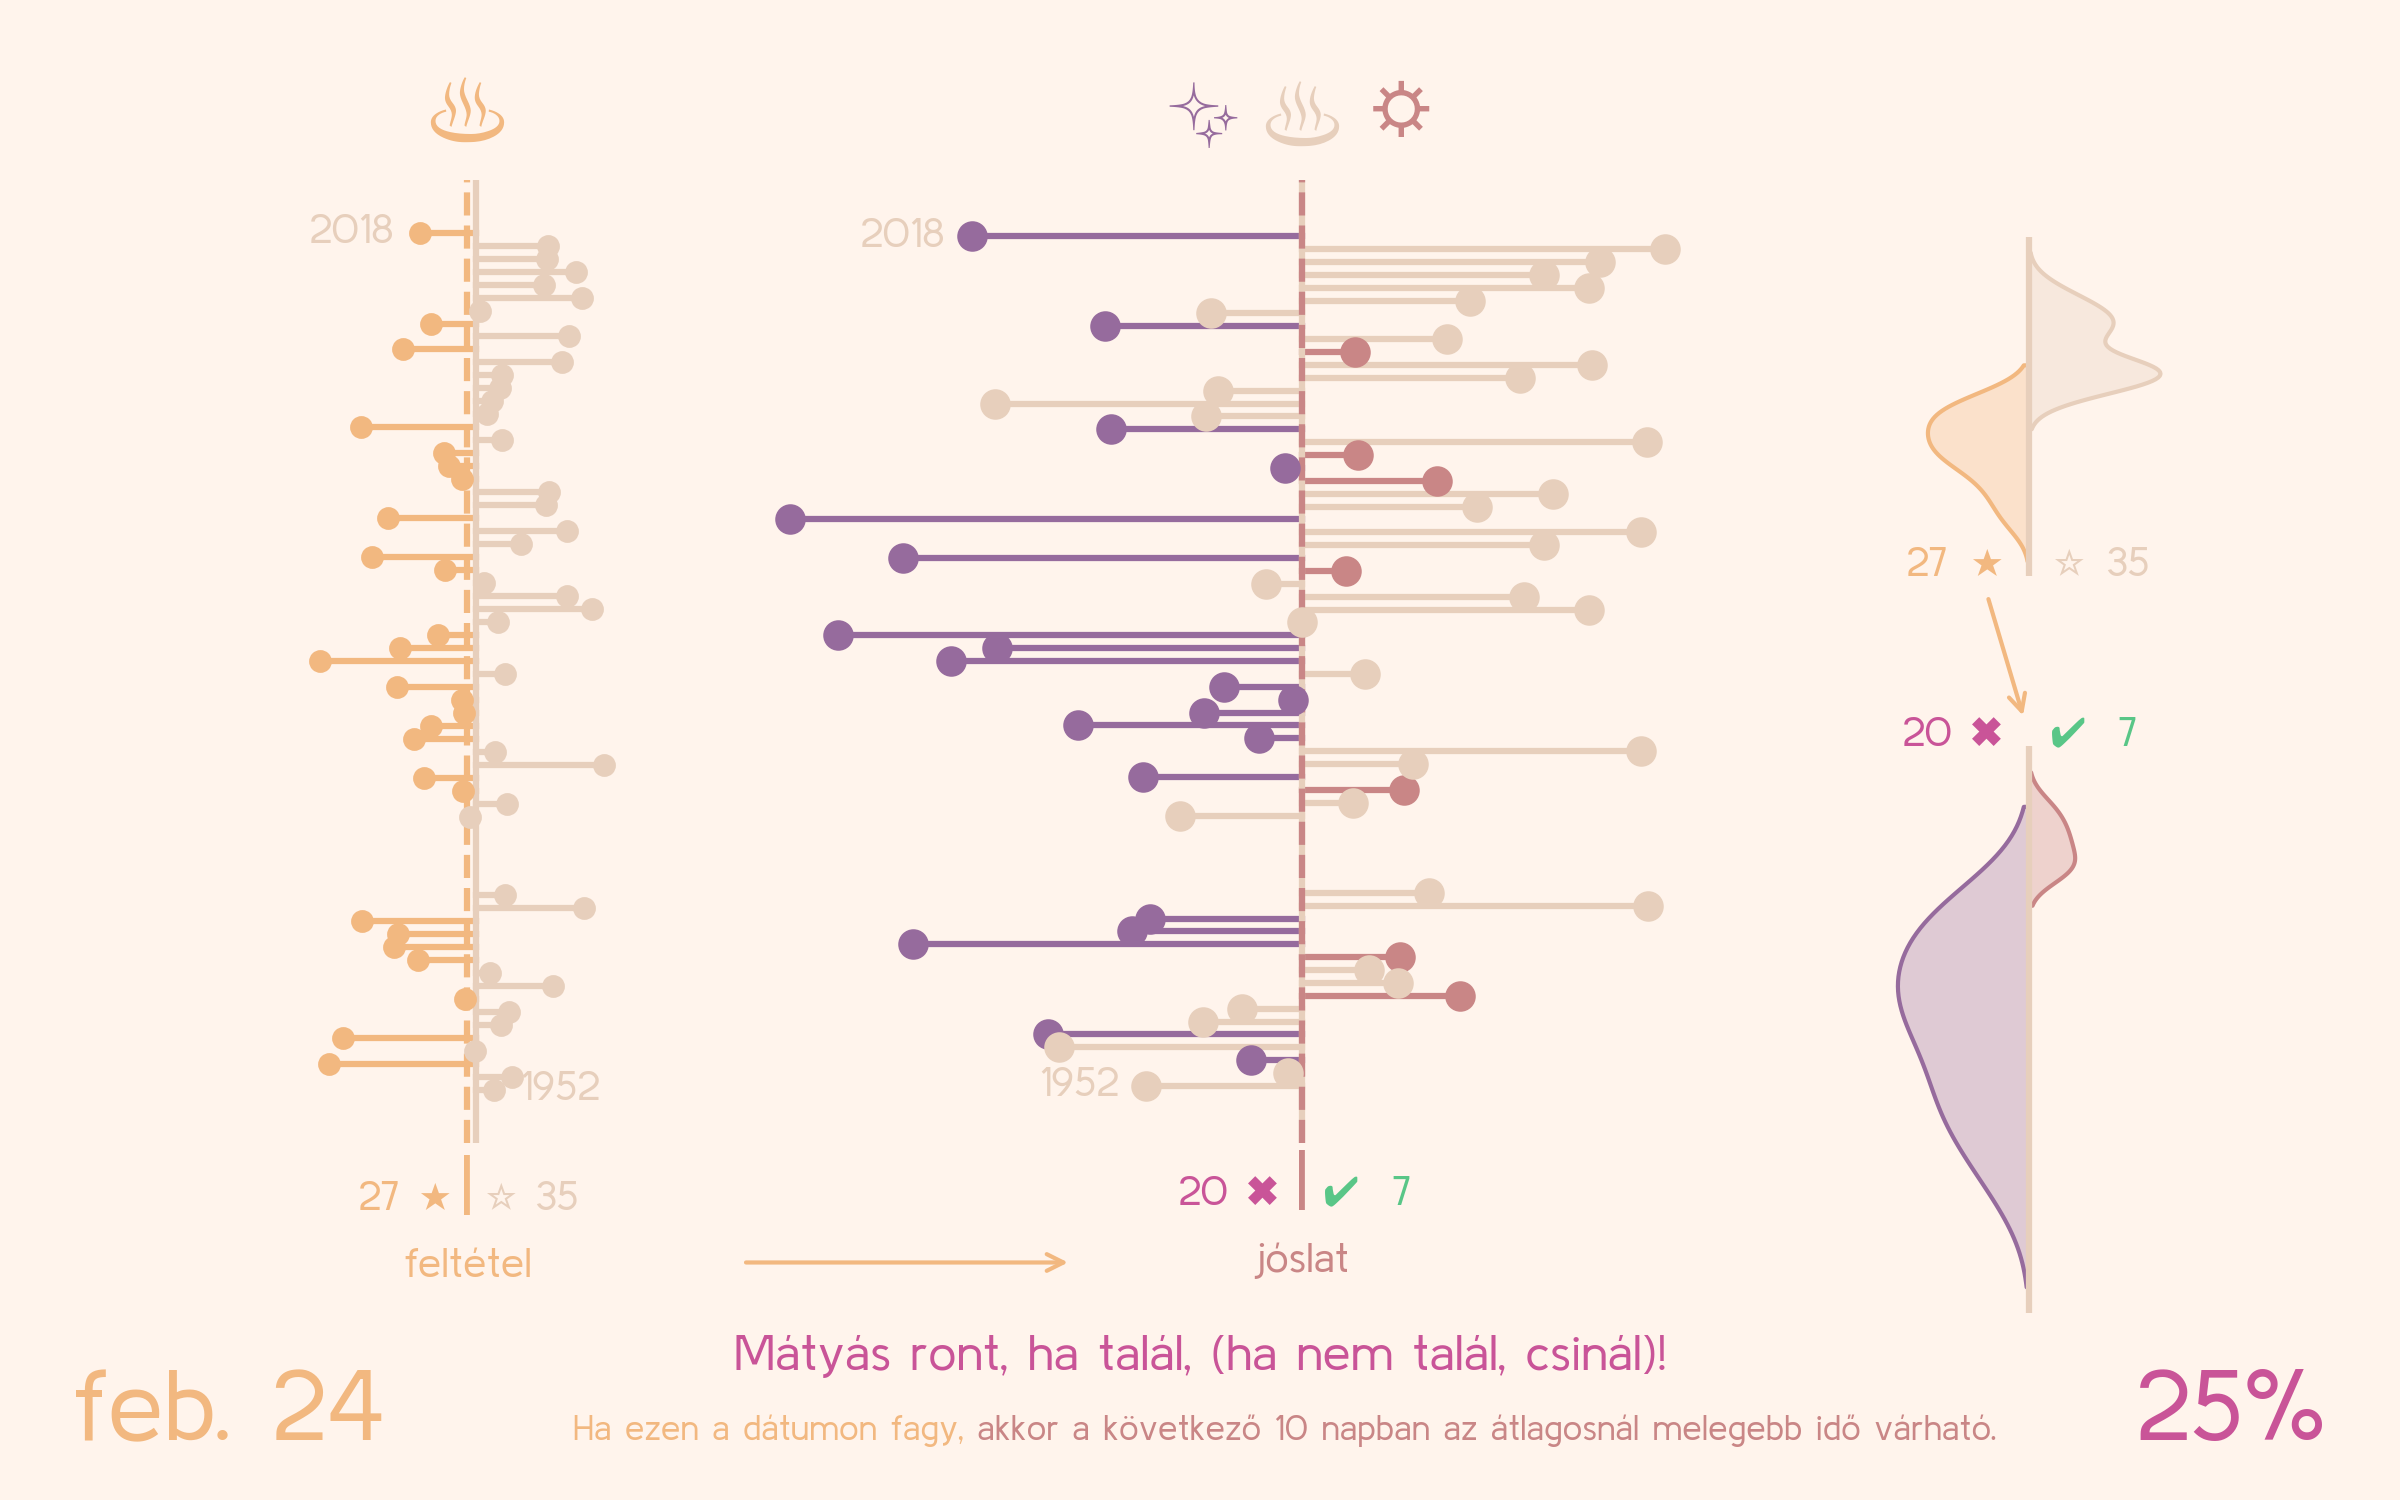 2018
2018
27 ★ ☆ 35
20 ✖ ✔ 7
1952
1952
27 ★ ☆ 35
20 ✖ ✔ 7
feltétel
jóslat
Mátyás ront, ha talál, (ha nem talál, csinál)!
feb. 24
Ha ezen a dátumon fagy, akkor a következő 10 napban az átlagosnál melegebb idő várható.
25%